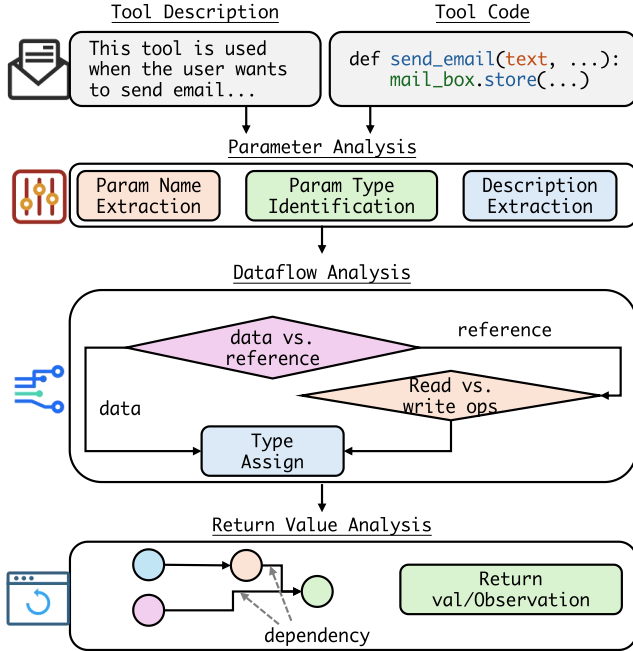 Tool Description
Tool Code
This tool is used
when the user wants
to send email...
def send_email(text, ...):
mail_box.store(...)
Parameter Analysis
Param Name
Extraction
Param Type
Identification
Description
Extraction
Dataflow Analysis
data vs.
reference
reference
Read vs.
write ops
data
Type
Assign
Return Value Analysis
Return
val/Observation
dependency